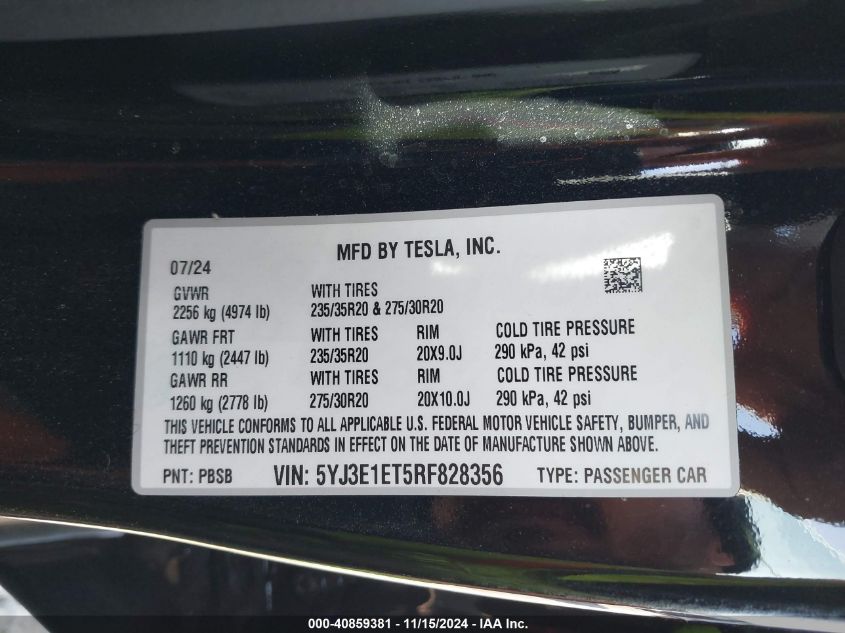 MFD BY TESLA, INC.
07/24
GVWR WITH TIRES
2256 kg (4974 lb) 235/35R20 & 275/30R20
GAWR FRT WITH TIRES RIM COLD TIRE PRESSURE
1110 kg (2447 lb) 235/35R20 20X9.0J 290 kPa, 42 psi
GAWR RR WITH TIRES RIM COLD TIRE PRESSURE
1260 kg (2778 lb) 275/30R20 20X10.0J 290 kPa, 42 psi
THIS VEHICLE CONFORMS TO ALL APPLICABLE U.S. FEDERAL MOTOR VEHICLE SAFETY, BUMPER, AND
THEFT PREVENTION STANDARDS IN EFFECT ON THE DATE OF MANUFACTURE SHOWN ABOVE.
PNT: PBSB VIN: 5YJ3E1ET5RF828356 TYPE: PASSENGER CAR
000-40859381 - 11/15/2024 - IAA Inc.